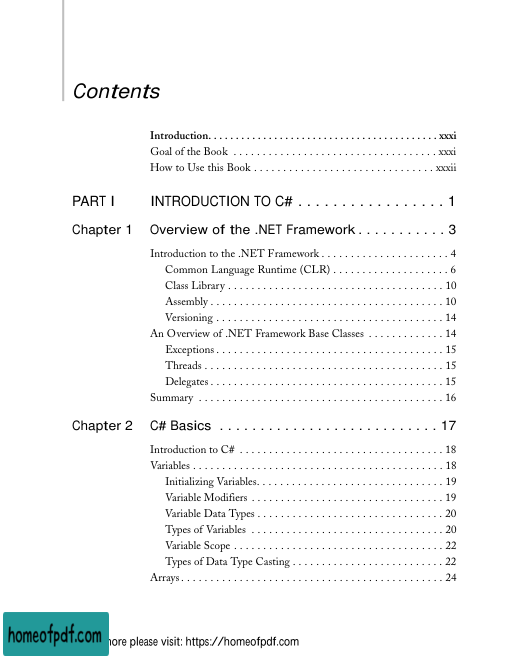 Contents
Introduction. . . . . . . . . . . . . . . . . . . . . . . . . . . . . . . . . . . . . . . . . xxxi
Goal of the Book . . . . . . . . . . . . . . . . . . . . . . . . . . . . . . . . . . . xxxi
How to Use this Book . . . . . . . . . . . . . . . . . . . . . . . . . . . . . . . xxxii
PART I INTRODUCTION TO C# . . . . . . . . . . . . . . . . . 1
Chapter 1 Overview of the .NET Framework . . . . . . . . . . . 3
Introduction to the .NET Framework . . . . . . . . . . . . . . . . . . . . . . 4
Common Language Runtime (CLR) . . . . . . . . . . . . . . . . . . . . 6
Class Library . . . . . . . . . . . . . . . . . . . . . . . . . . . . . . . . . . . . . 10
Assembly . . . . . . . . . . . . . . . . . . . . . . . . . . . . . . . . . . . . . . . . 10
Versioning . . . . . . . . . . . . . . . . . . . . . . . . . . . . . . . . . . . . . . . 14
An Overview of .NET Framework Base Classes . . . . . . . . . . . . . 14
Exceptions . . . . . . . . . . . . . . . . . . . . . . . . . . . . . . . . . . . . . . . 15
Threads . . . . . . . . . . . . . . . . . . . . . . . . . . . . . . . . . . . . . . . . . 15
Delegates . . . . . . . . . . . . . . . . . . . . . . . . . . . . . . . . . . . . . . . . 15
Summary . . . . . . . . . . . . . . . . . . . . . . . . . . . . . . . . . . . . . . . . . . 16
Chapter 2 C# Basics . . . . . . . . . . . . . . . . . . . . . . . . . . . 17
Introduction to C# . . . . . . . . . . . . . . . . . . . . . . . . . . . . . . . . . . . 18
Variables . . . . . . . . . . . . . . . . . . . . . . . . . . . . . . . . . . . . . . . . . . . 18
Initializing Variables. . . . . . . . . . . . . . . . . . . . . . . . . . . . . . . . 19
Variable Modifiers . . . . . . . . . . . . . . . . . . . . . . . . . . . . . . . . . 19
Variable Data Types . . . . . . . . . . . . . . . . . . . . . . . . . . . . . . . . 20
Types of Variables . . . . . . . . . . . . . . . . . . . . . . . . . . . . . . . . . 20
Variable Scope . . . . . . . . . . . . . . . . . . . . . . . . . . . . . . . . . . . . 22
Types of Data Type Casting . . . . . . . . . . . . . . . . . . . . . . . . . . 22
Arrays . . . . . . . . . . . . . . . . . . . . . . . . . . . . . . . . . . . . . . . . . . . . . 24
homeofpdf.com more please visit: https://homeofpdf.com